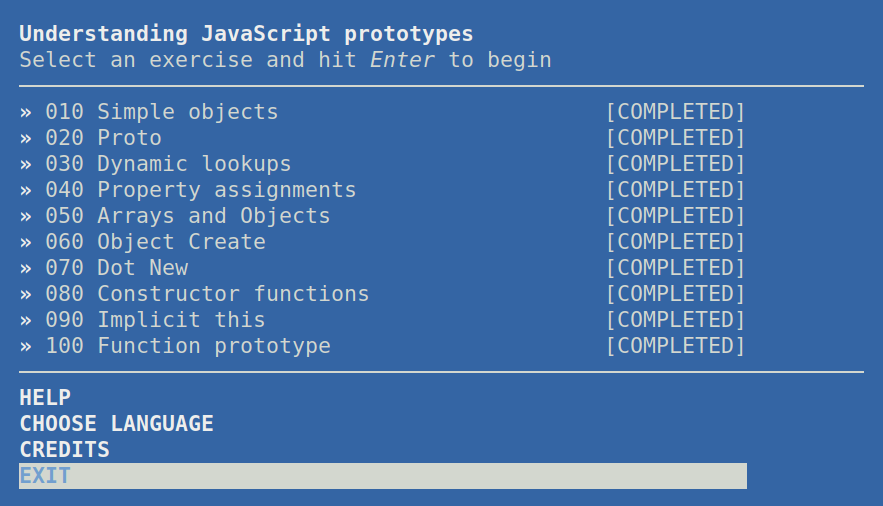 Understanding JavaScript prototypes
Select an exercise and hit Enter to begin
» 010 Simple objects [COMPLETED]
» 020 Proto [COMPLETED]
» 030 Dynamic lookups [COMPLETED]
» 040 Property assignments [COMPLETED]
» 050 Arrays and Objects [COMPLETED]
» 060 Object Create [COMPLETED]
» 070 Dot New [COMPLETED]
» 080 Constructor functions [COMPLETED]
» 090 Implicit this [COMPLETED]
» 100 Function prototype [COMPLETED]
HELP
CHOOSE LANGUAGE
CREDITS
EXIT